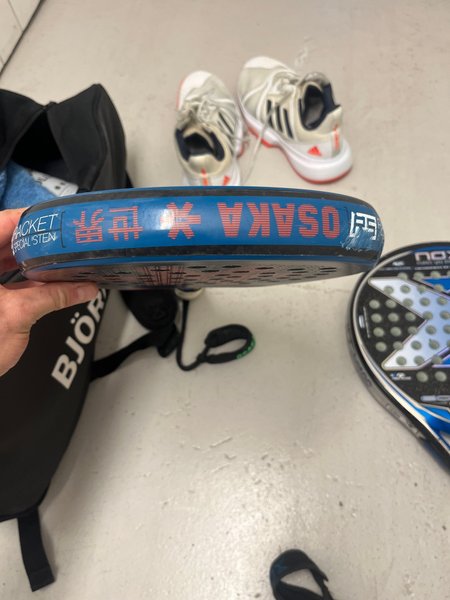 RACKET
SPECIALISTEN
OSAKA 世界
BJÖR
NOX